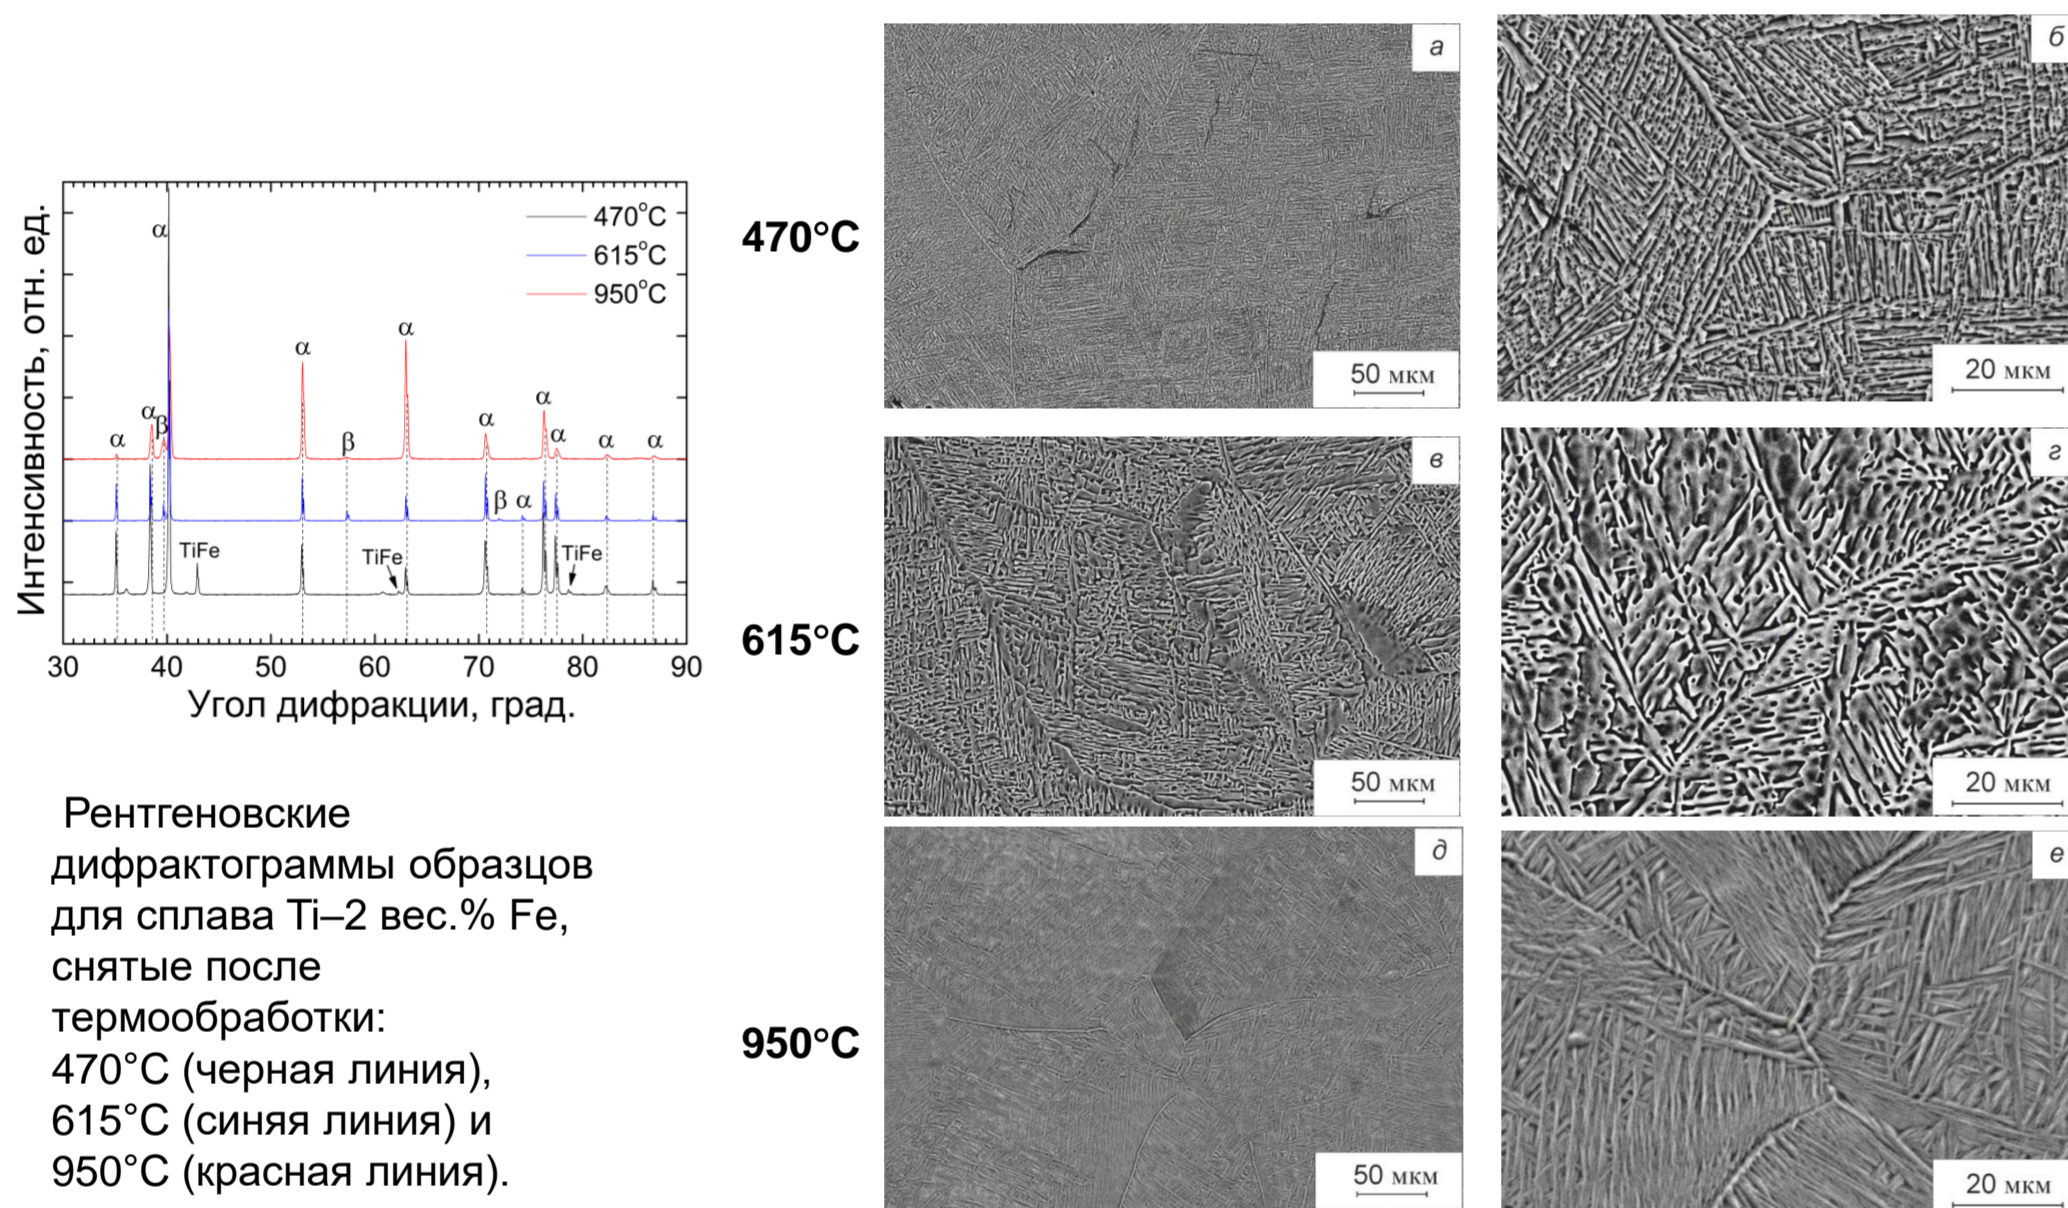 Интенсивность, отн. ед.
470°C
615°C
950°C
α
α
α
α
α
β
β
α
α
α
α
α
β
α
TiFe
TiFe
TiFe
30 40 50 60 70 80 90
Угол дифракции, град.
Рентгеновские
дифрактограммы образцов
для сплава Ti–2 вес.% Fe,
снятые после
термообработки:
470°C (черная линия),
615°C (синяя линия) и
950°C (красная линия).
470°C
а
50 мкм
б
20 мкм
615°C
в
50 мкм
г
20 мкм
950°C
д
50 мкм
е
20 мкм